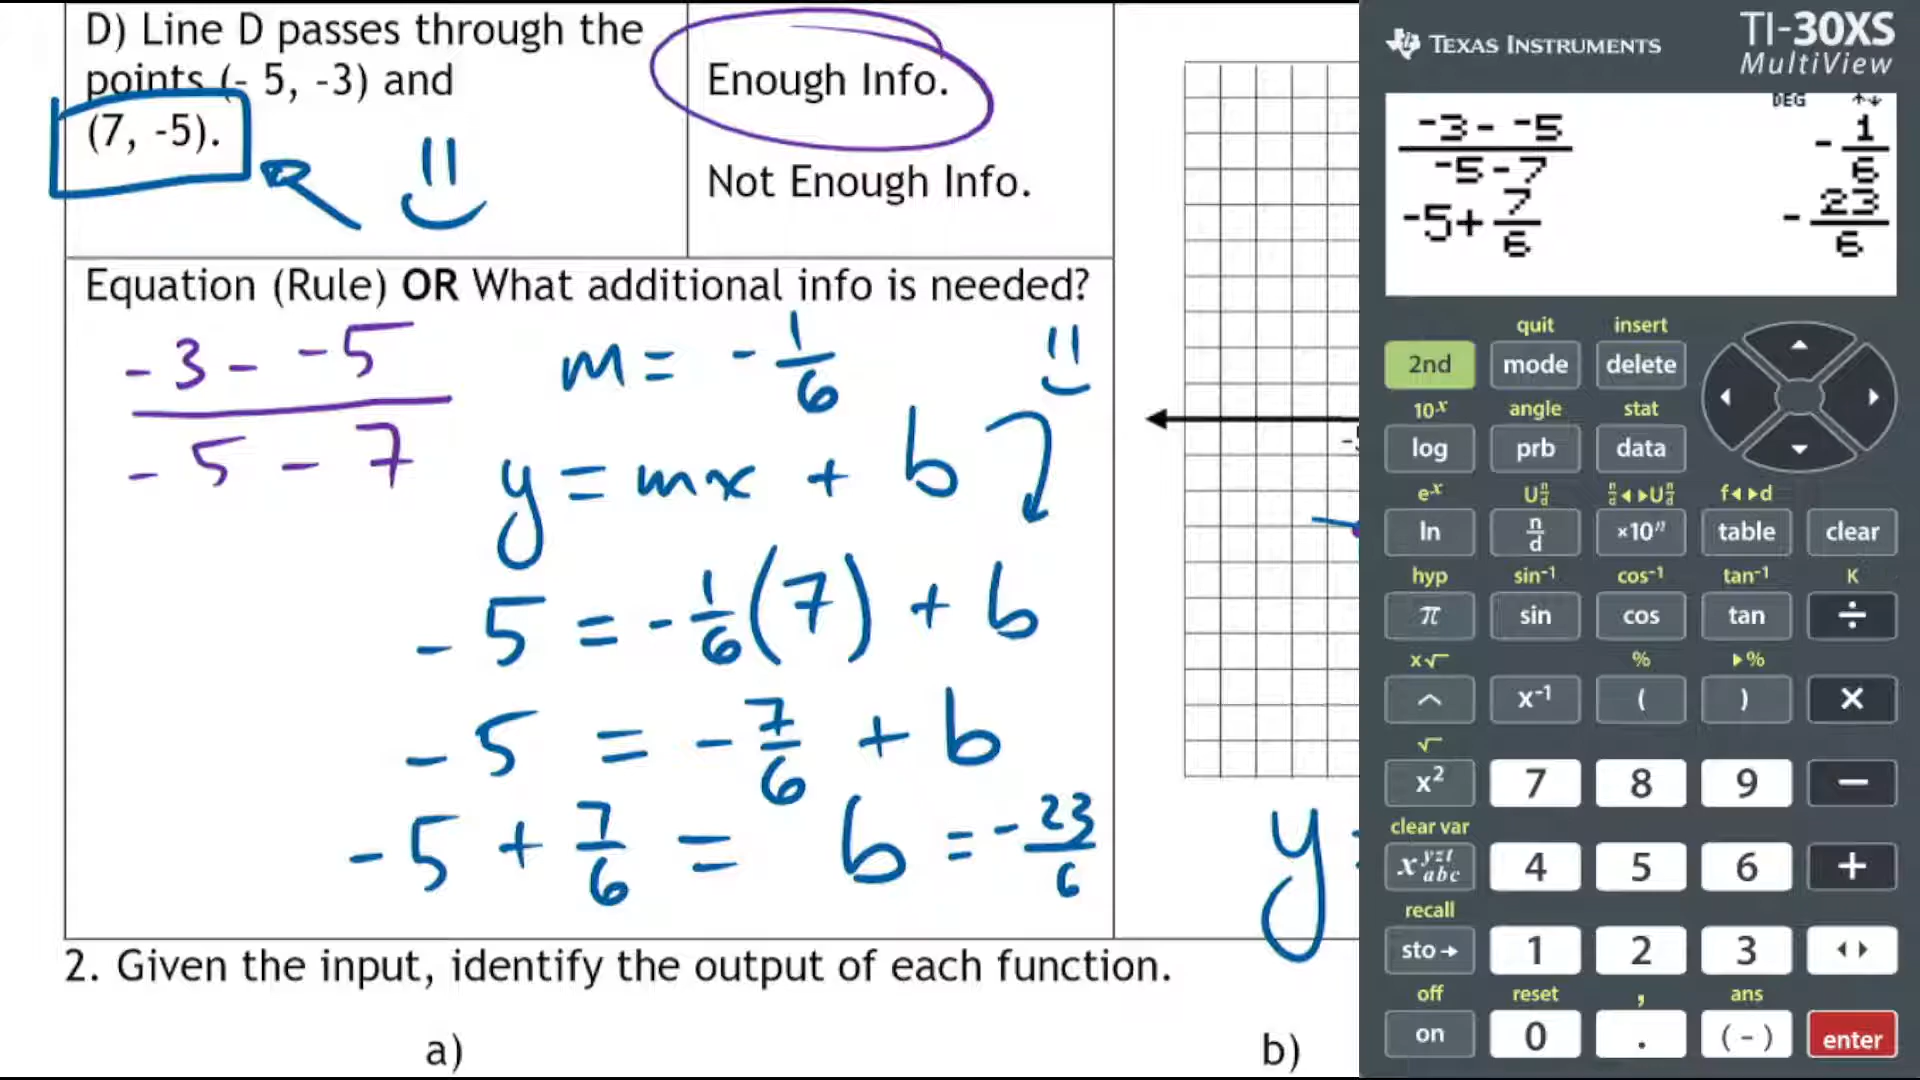 D) Line D passes through the
points (- 5, -3) and
(7, -5).
Enough Info.
Not Enough Info.
Equation (Rule) OR What additional info is needed?
-3 - -5
-5 - 7
m = - 1/6
y = mx + b
-5 = - 1/6 (7) + b
-5 = - 7/6 + b
-5 + 7/6 = b = - 23/6
y =
2. Given the input, identify the output of each function.
a)
b)
TEXAS INSTRUMENTS
TI-30XS
MultiView
DEG
-3 - -5
-5 - 7
- 1/6
-5+ 7/6
- 23/6
quit insert
2nd mode delete
10ˣ angle stat
log prb data
eˣ U n/d n/d ◄►U n/d f◄►d
ln n/d ×10ⁿ table clear
hyp sin⁻¹ cos⁻¹ tan⁻¹ K
π sin cos tan ÷
x√ % ►%
^ x⁻¹ ( ) ×
√
x² 7 8 9 −
clear var
x yzt abc 4 5 6 +
recall
sto→ 1 2 3 ◄►
off reset , ans
on 0 . (-) enter